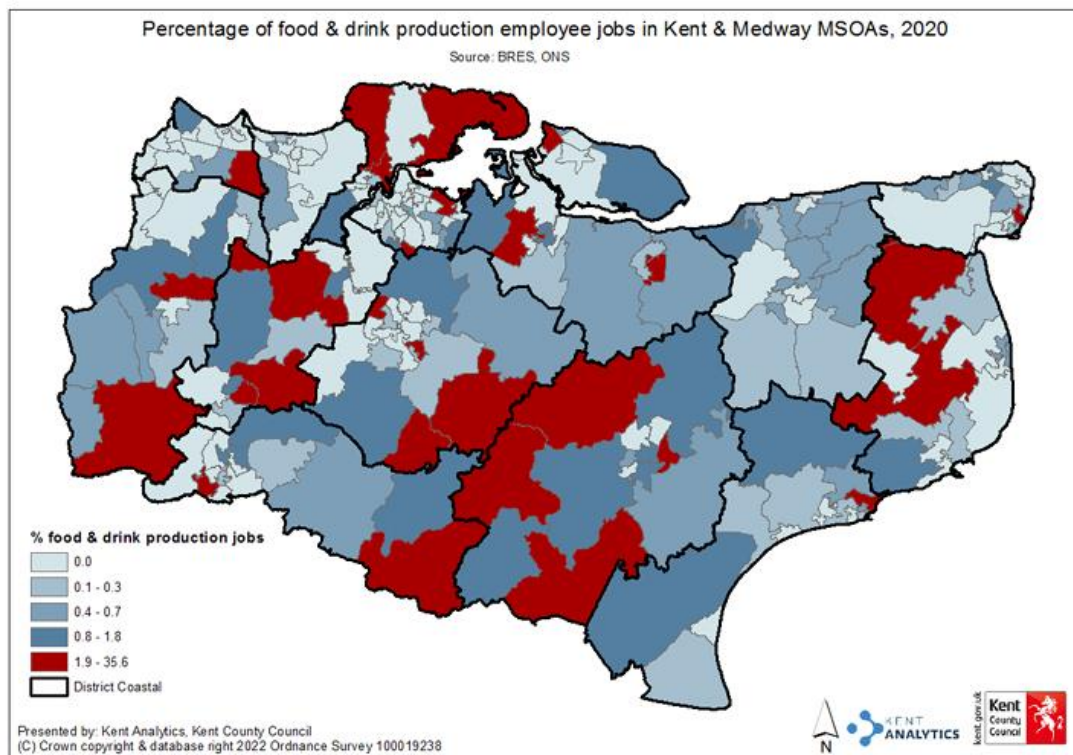 Percentage of food & drink production employee jobs in Kent & Medway MSOAs, 2020
Source: BRES, ONS
% food & drink production jobs
0.0
0.1 - 0.3
0.4 - 0.7
0.8 - 1.8
1.9 - 35.6
District Coastal
Presented by: Kent Analytics, Kent County Council
(C) Crown copyright & database right 2022 Ordnance Survey 100019238
N
KENT
ANALYTICS
kent.gov.uk
Kent
County
Council